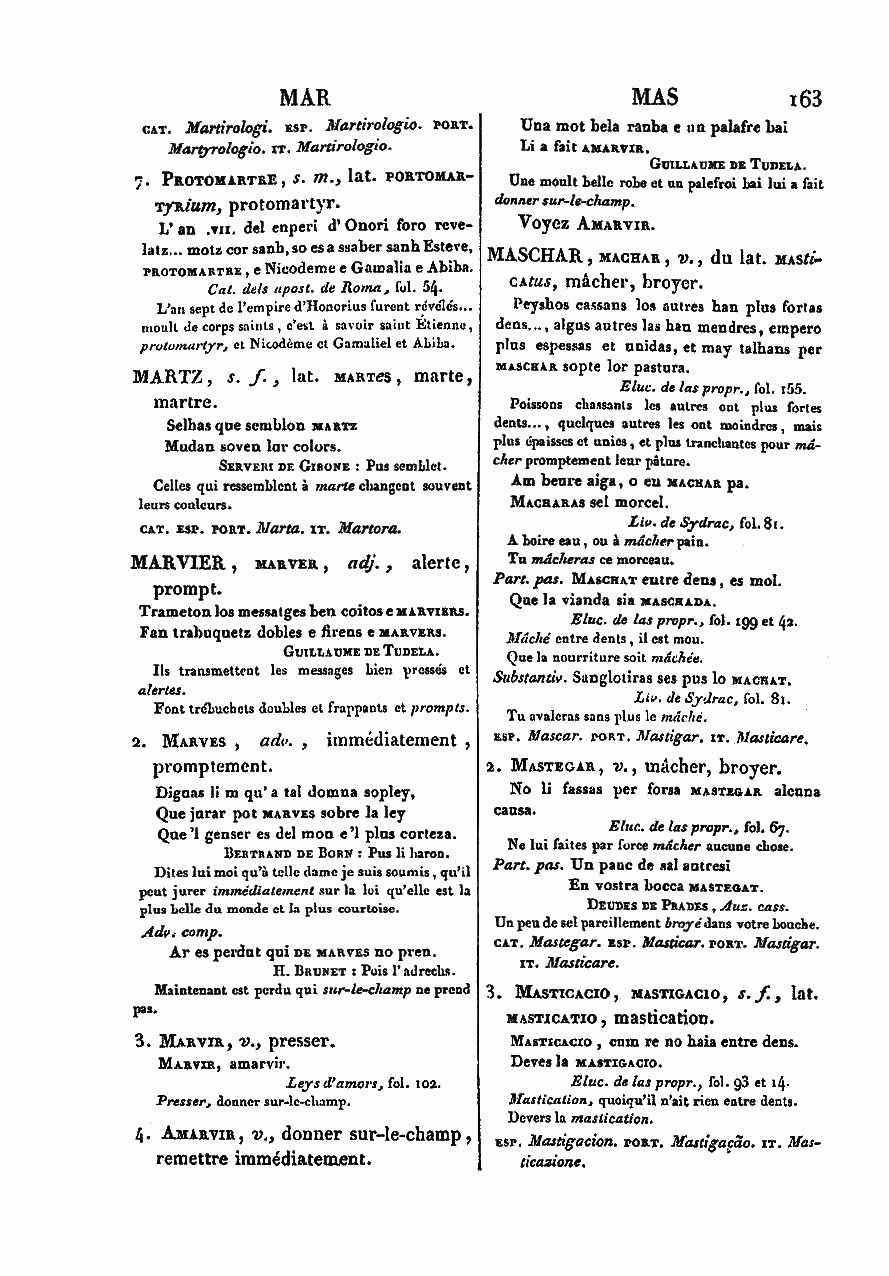 MAR
MAS
163
CAT. Martirologi. ESP. Martirologio. PORT.
Martyrologio. IT. Martirologio.
7. PROTOMARTRE, s. m., lat. PORTOMAR-
TYRium, protomartyr.
L' an .VII. del enperi d' Onori foro reve-
latz... motz cor sanh, so es a ssaber sanh Esteve,
PROTOMARTRE, e Nicodeme e Gamalia e Abiba.
Cat. dels apost. de Roma, fol. 54.
L'an sept de l'empire d'Honorius furent révélés...
moult de corps saints, c'est à savoir saint Étienne,
protomartyr, et Nicodème et Gamaliel et Abiba.
MARTZ, s. f., lat. MARTes, marte,
martre.
Selhas que semblon MARTZ
Mudan soven lor colors.
SERVERI DE GIRONE : Pus semblet.
Celles qui ressemblent à marte changent souvent
leurs couleurs.
CAT. ESP. PORT. Marta. IT. Martora.
MARVIER, MARVER, adj., alerte,
prompt.
Trameton los messatges ben coitos e MARVIERS.
Fan trabuquetz dobles e firens e MARVERS.
GUILLAUME DE TUDELA.
Ils transmettent les messages bien pressés et
alertes.
Font trébuchets doubles et frappants et prompts.
2. MARVES, adv., immédiatement,
promptement.
Diguas li m qu' a tal domna sopley,
Que jurar pot MARVES sobre la ley
Que 'l genser es del mon e 'l plus corteza.
BERTRAND DE BORN : Pus li baron.
Dites lui moi qu'à telle dame je suis soumis, qu'il
peut jurer immédiatement sur la loi qu'elle est la
plus belle du monde et la plus courtoise.
Adv. comp.
Ar es perdut qui DE MARVES no pren.
H. BRUNET : Pois l' adrechs.
Maintenant est perdu qui sur-le-champ ne prend
pas.
3. MARVIR, v., presser.
MARVIR, amarvir.
Leys d'amors, fol. 102.
Presser, donner sur-le-champ.
4. AMARVIR, v., donner sur-le-champ,
remettre immédiatement.
Una mot bela rauba e un palafre bai
Li a fait AMARVIR.
GUILLAUME DE TUDELA.
Une moult belle robe et un palefroi bai lui a fait
donner sur-le-champ.
Voyez AMARVIR.
MASCHAR, MACHAR, v., du lat. MASti-
CAtus, mâcher, broyer.
Peyshos cassans los autres han plus fortas
dens..., algus autres las han mendres, empero
plus espessas et unidas, et may talhans per
MASCHAR sopte lor pastura.
Eluc. de las propr., fol. 155.
Poissons chassants les autres ont plus fortes
dents..., quelques autres les ont moindres, mais
plus épaisses et unies, et plus tranchantes pour mâ-
cher promptement leur pâture.
Am beure aiga, o eu MACHAR pa.
MACHARAS sel morcel.
Liv. de Sydrac, fol. 81.
A boire eau, ou à mâcher pain.
Tu mâcheras ce morceau.
Part. pas. MASCHAT entre dens, es mol.
Que la vianda sia MASCHADA.
Eluc. de las propr., fol. 199 et 42.
Mâché entre dents, il est mou.
Que la nourriture soit mâchée.
Substantiv. Sanglotiras ses pus lo MACHAT.
Liv. de Sydrac, fol. 81.
Tu avaleras sans plus le mâché.
ESP. Mascar. PORT. Mastigar. IT. Masticare.
2. MASTEGAR, v., mâcher, broyer.
No li fassas per forsa MASTEGAR alcuna
causa.
Eluc. de las propr., fol. 67.
Ne lui faites par force mâcher aucune chose.
Part. pas. Un pauc de sal autresi
En vostra bocca MASTEGAT.
DEUDES DE PRADES, Auz. cass.
Un peu de sel pareillement broyé dans votre bouche.
CAT. Mastegar. ESP. Masticar. PORT. Mastigar.
IT. Masticare.
3. MASTICACIO, MASTIGACIO, s. f., lat.
MASTICATIO, mastication.
MASTICACIO, cum re no haia entre dens.
Deves la MASTIGACIO.
Eluc. de las propr., fol. 93 et 14.
Mastication, quoiqu'il n'ait rien entre dents.
Devers la mastication.
ESP. Mastigacion. PORT. Mastigação. IT. Mas-
ticazione.